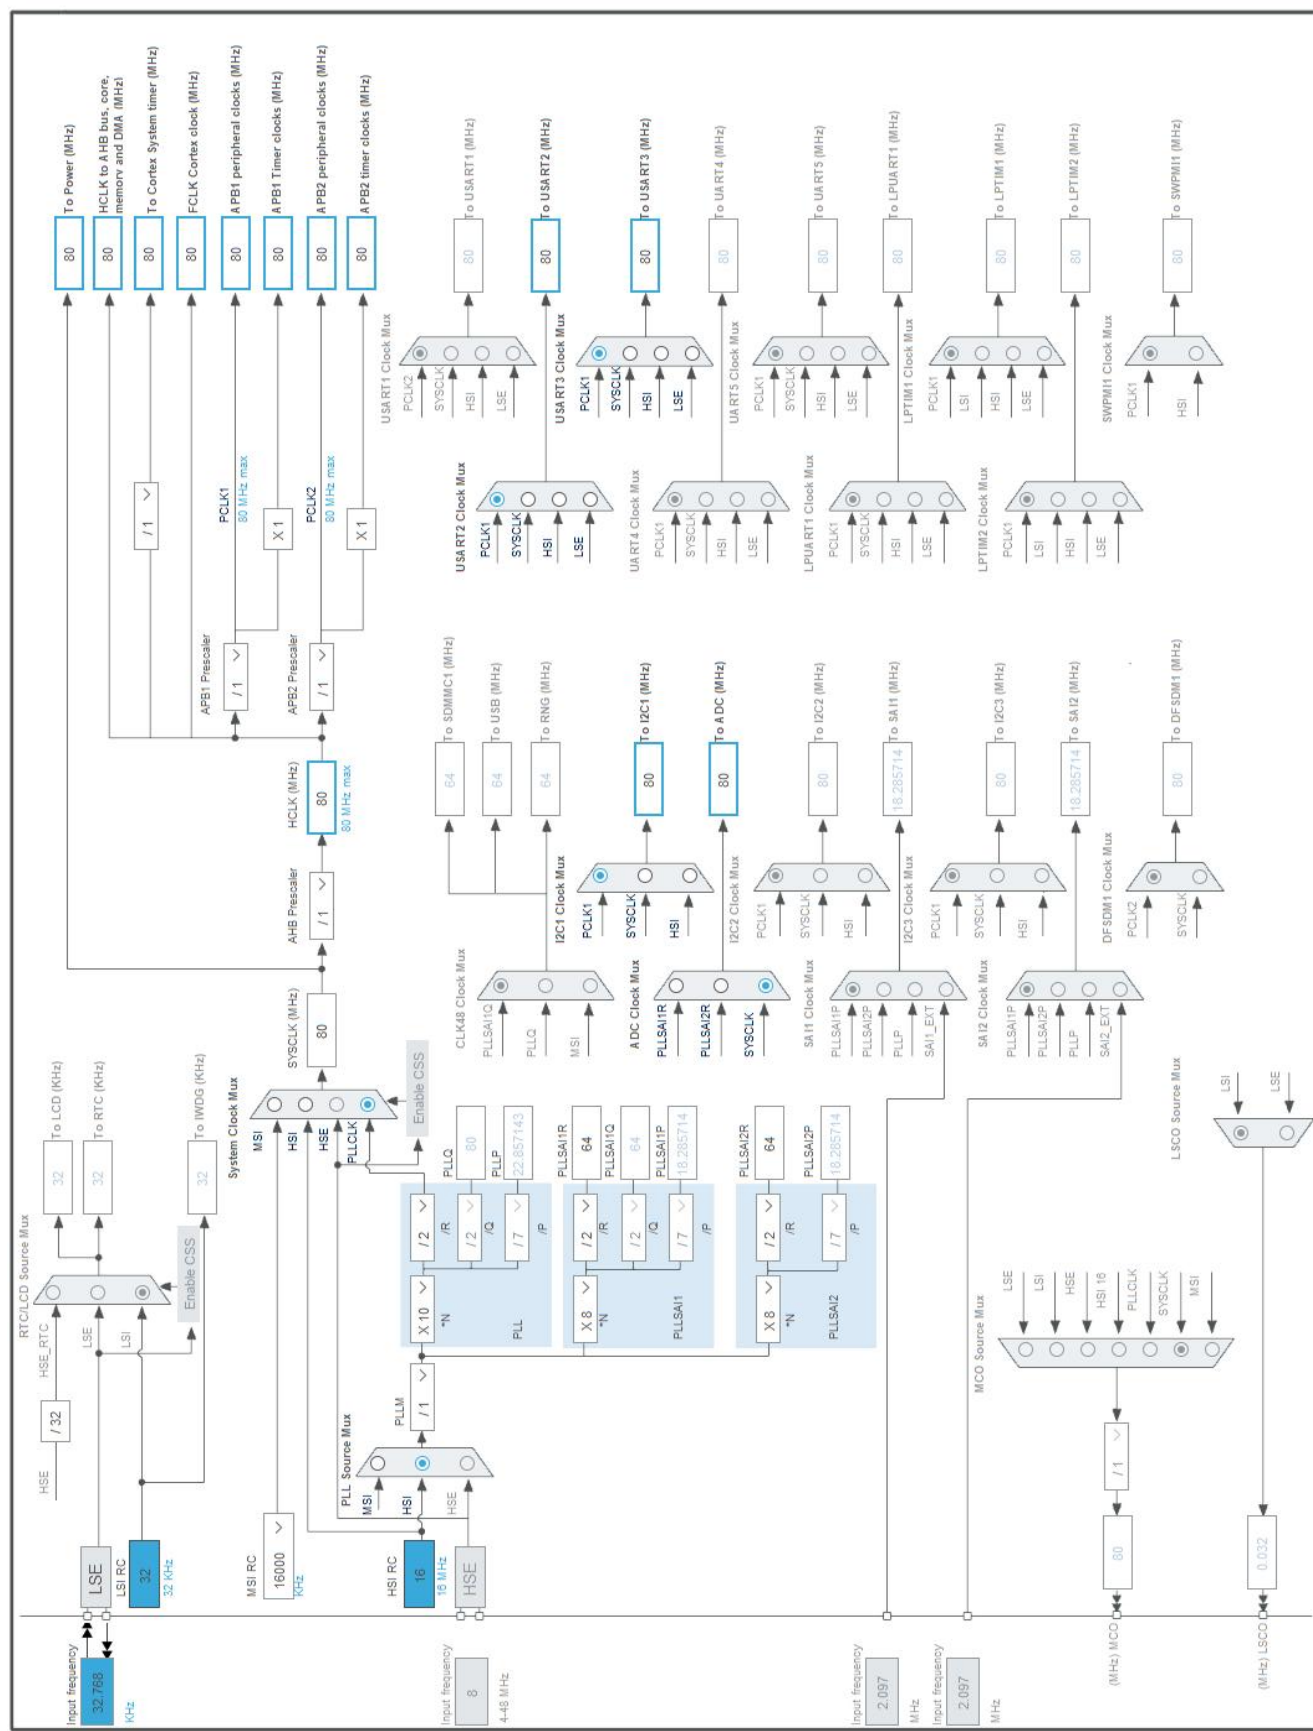 RTC/LCD Source Mux
HSE
/ 32
HSE_RTC
LSE
LSI
Enable CSS
32
To LCD (KHz)
32
To RTC (KHz)
32
To IWDG (KHz)
Input frequency
32.768
KHz
LSE
LSI RC
32
32 KHz
MSI RC
16000
KHz
HSI RC
16
16 MHz
Input frequency
8
4-48 MHz
HSE
PLL Source Mux
MSI
HSI
HSE
PLLM
/ 1
X 10
*N
PLL
/ 2
/R
/ 2
/Q
/ 7
/P
PLLQ
80
PLLP
22.857143
X 8
*N
PLLSAI1
/ 2
/R
/ 2
/Q
/ 7
/P
PLLSAI1R
64
PLLSAI1Q
64
PLLSAI1P
18.285714
X 8
*N
PLLSAI2
/ 2
/R
/ 7
/P
PLLSAI2R
64
PLLSAI2P
18.285714
System Clock Mux
MSI
HSI
HSE
PLLCLK
Enable CSS
SYSCLK (MHz)
80
AHB Prescaler
/ 1
HCLK (MHz)
80
80 MHz max
APB1 Prescaler
/ 1
APB2 Prescaler
/ 1
/ 1
PCLK1
80 MHz max
X 1
PCLK2
80 MHz max
X 1
80
To Power (MHz)
80
HCLK to AHB bus, core,
memory and DMA (MHz)
80
To Cortex System timer (MHz)
80
FCLK Cortex clock (MHz)
80
APB1 peripheral clocks (MHz)
80
APB1 Timer clocks (MHz)
80
APB2 peripheral clocks (MHz)
80
APB2 timer clocks (MHz)
CLK48 Clock Mux
PLLSAI1Q
PLLQ
MSI
64
To SDMMC1 (MHz)
64
To USB (MHz)
64
To RNG (MHz)
I2C1 Clock Mux
PCLK1
SYSCLK
HSI
80
To I2C1 (MHz)
ADC Clock Mux
PLLSAI1R
PLLSAI2R
SYSCLK
80
To ADC (MHz)
I2C2 Clock Mux
PCLK1
SYSCLK
HSI
80
To I2C2 (MHz)
SAI1 Clock Mux
PLLSAI1P
PLLSAI2P
PLLP
SAI1_EXT
18.285714
To SAI1 (MHz)
I2C3 Clock Mux
PCLK1
SYSCLK
HSI
80
To I2C3 (MHz)
SAI2 Clock Mux
PLLSAI1P
PLLSAI2P
PLLP
SAI2_EXT
18.285714
To SAI2 (MHz)
DFSDM1 Clock Mux
PCLK2
SYSCLK
80
To DFSDM1 (MHz)
USART1 Clock Mux
PCLK2
SYSCLK
HSI
LSE
80
To USART1 (MHz)
USART2 Clock Mux
PCLK1
SYSCLK
HSI
LSE
80
To USART2 (MHz)
USART3 Clock Mux
PCLK1
SYSCLK
HSI
LSE
80
To USART3 (MHz)
UART4 Clock Mux
PCLK1
SYSCLK
HSI
LSE
80
To UART4 (MHz)
UART5 Clock Mux
PCLK1
SYSCLK
HSI
LSE
80
To UART5 (MHz)
LPUART1 Clock Mux
PCLK1
SYSCLK
HSI
LSE
80
To LPUART1 (MHz)
LPTIM1 Clock Mux
PCLK1
LSI
HSI
LSE
80
To LPTIM1 (MHz)
LPTIM2 Clock Mux
PCLK1
LSI
HSI
LSE
80
To LPTIM2 (MHz)
SWPMI1 Clock Mux
PCLK1
HSI
80
To SWPMI1 (MHz)
Input frequency
2.097
MHz
Input frequency
2.097
MHz
MCO Source Mux
LSE
LSI
HSE
HSI 16
PLLCLK
SYSCLK
MSI
/ 1
80
(MHz) MCO
LSCO Source Mux
LSI
LSE
0.032
(MHz) LSCO